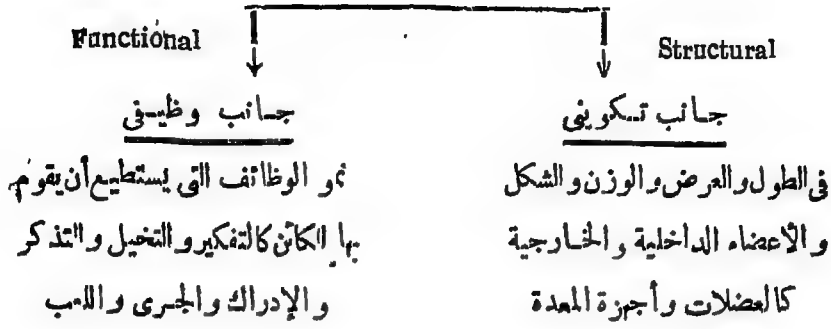 Structural
جانب تكوينى
فى الطول والعرض والوزن والشكل
والأعضاء الداخلية والخارجية
كالعضلات وأجهزة المعدة
Functional
جانب وظيفى
نمو الوظائف التى يستطيع أن يقوم
بها الكائن كالتفكير والتخيل والتذكر
والإدراك والجرى واللعب